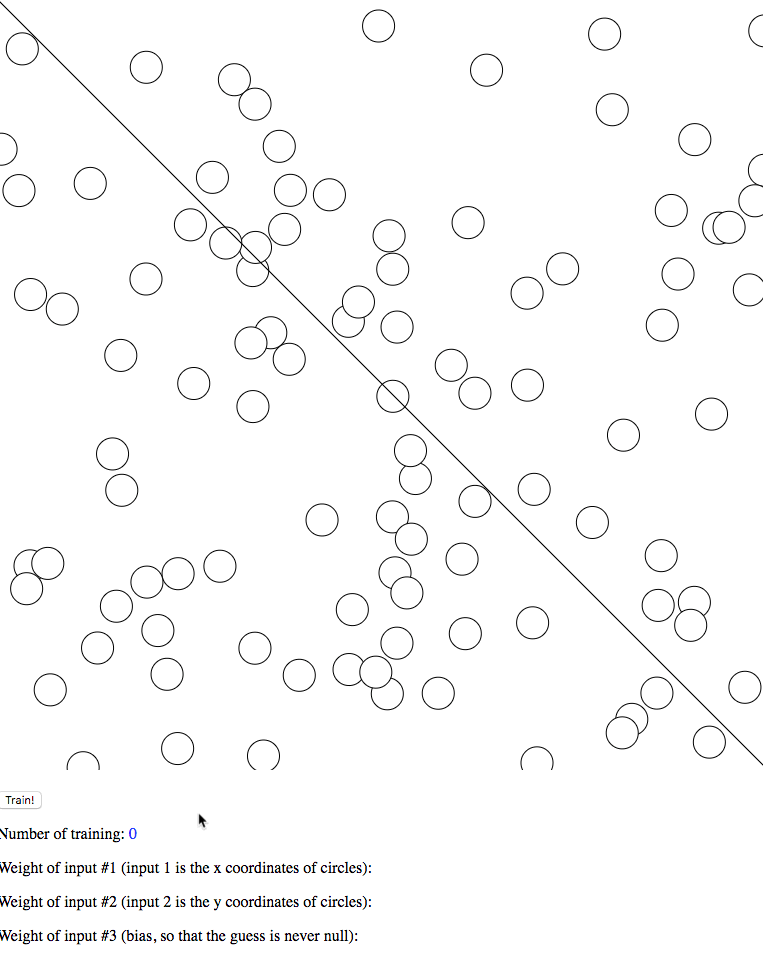 Train!
Number of training: 0
Weight of input #1 (input 1 is the x coordinates of circles):
Weight of input #2 (input 2 is the y coordinates of circles):
Weight of input #3 (bias, so that the guess is never null):